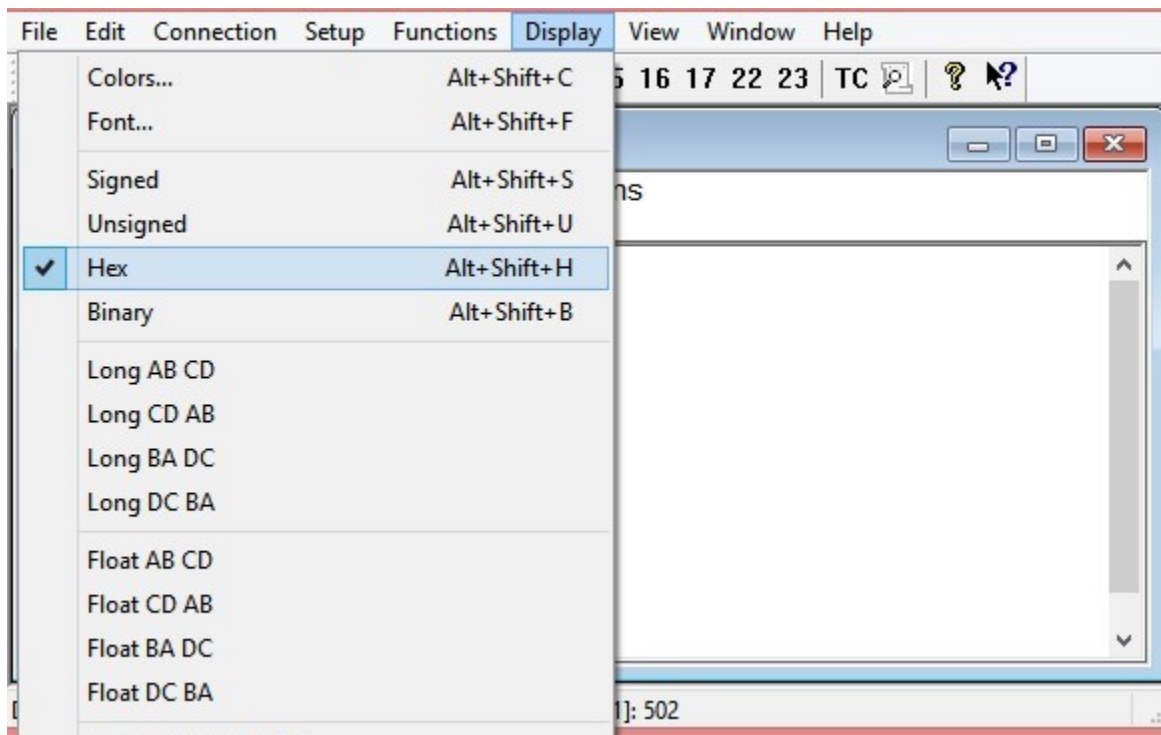 File Edit Connection Setup Functions Display View Window Help
Colors... Alt+Shift+C
16 17 22 23 TC
Font... Alt+Shift+F
Signed Alt+Shift+S
Unsigned Alt+Shift+U
Hex Alt+Shift+H
Binary Alt+Shift+B
Long AB CD
Long CD AB
Long BA DC
Long DC BA
Float AB CD
Float CD AB
Float BA DC
Float DC BA
1]: 502